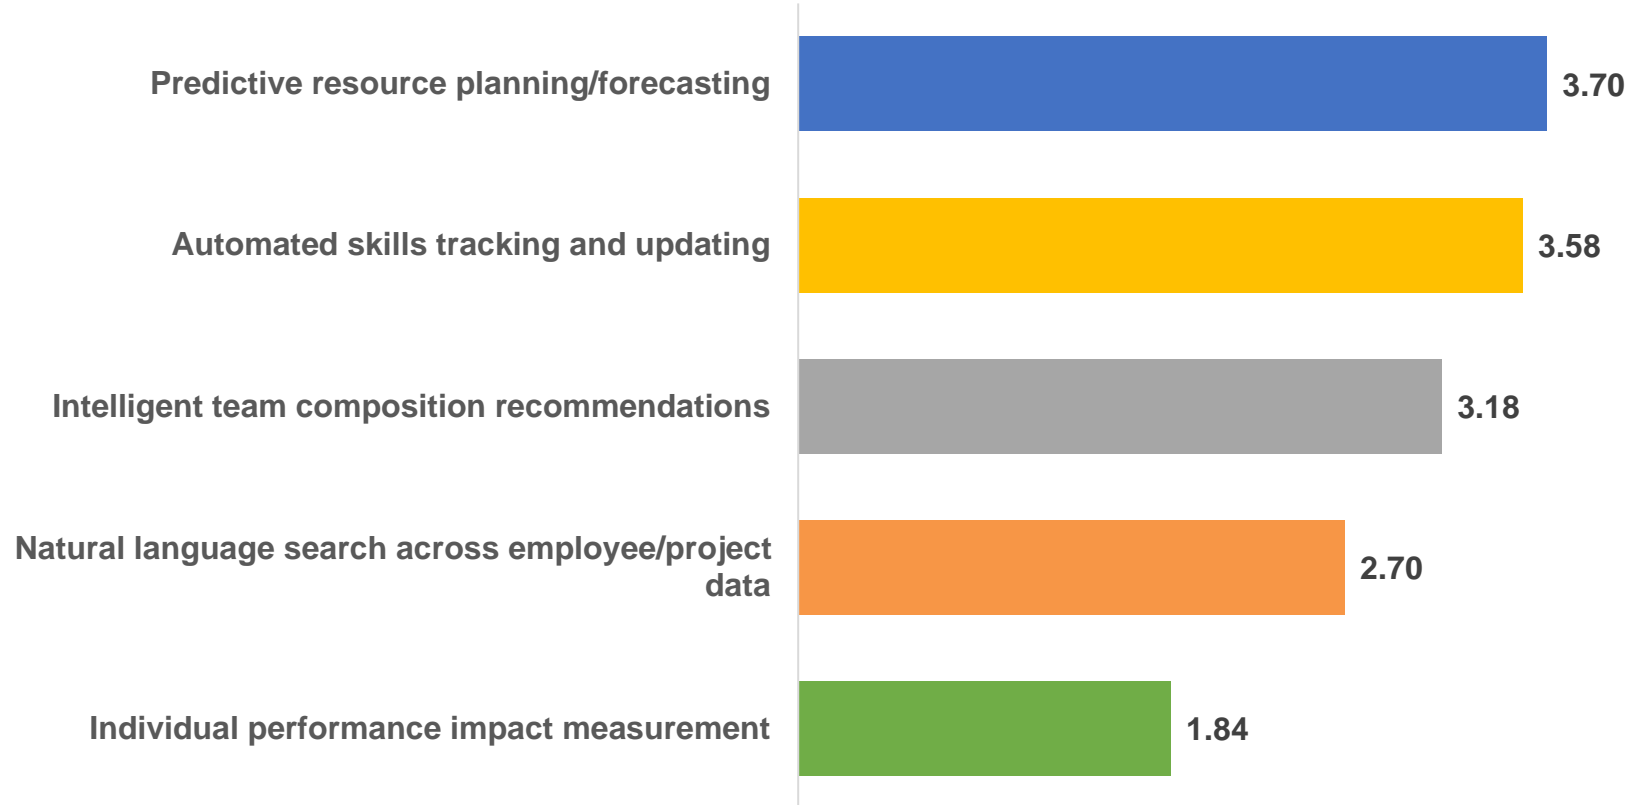 Predictive resource planning/forecasting
3.70
Automated skills tracking and updating
3.58
Intelligent team composition recommendations
3.18
Natural language search across employee/project
data
2.70
Individual performance impact measurement
1.84